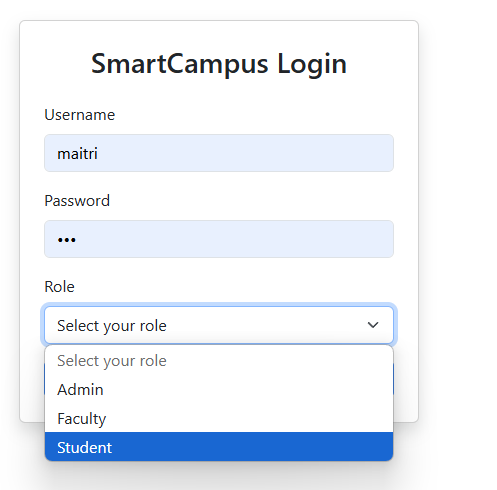 SmartCampus Login
Username
maitri
Password
•••
Role
Select your role
Select your role
Admin
Faculty
Student